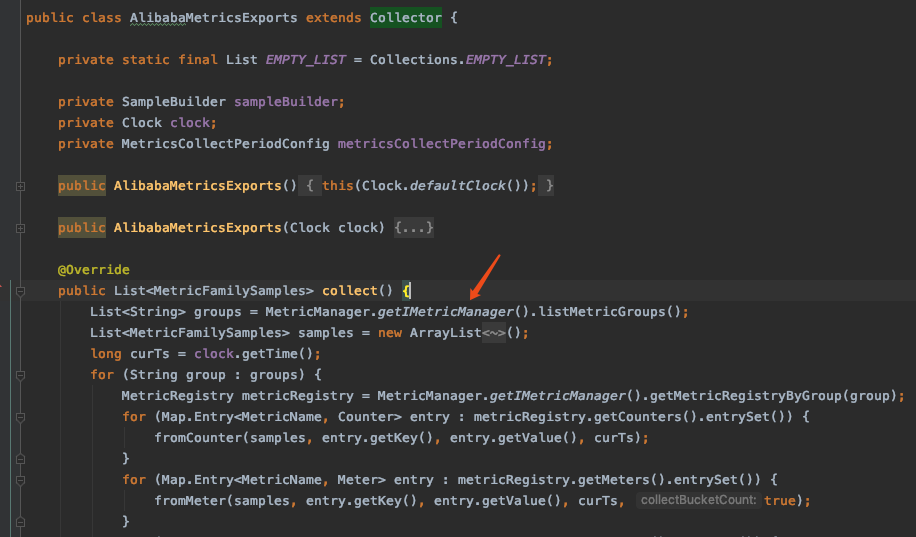 public class AlibabaMetricsExports extends Collector {
private static final List EMPTY_LIST = Collections.EMPTY_LIST;
private SampleBuilder sampleBuilder;
private Clock clock;
private MetricsCollectPeriodConfig metricsCollectPeriodConfig;
public AlibabaMetricsExports() { this(Clock.defaultClock()); }
public AlibabaMetricsExports(Clock clock) {...}
@Override
public List<MetricFamilySamples> collect() {
List<String> groups = MetricManager.getIMetricManager().listMetricGroups();
List<MetricFamilySamples> samples = new ArrayList<~>();
long curTs = clock.getTime();
for (String group : groups) {
MetricRegistry metricRegistry = MetricManager.getIMetricManager().getMetricRegistryByGroup(group);
for (Map.Entry<MetricName, Counter> entry : metricRegistry.getCounters().entrySet()) {
fromCounter(samples, entry.getKey(), entry.getValue(), curTs);
}
for (Map.Entry<MetricName, Meter> entry : metricRegistry.getMeters().entrySet()) {
fromMeter(samples, entry.getKey(), entry.getValue(), curTs, collectBucketCount: true);
}